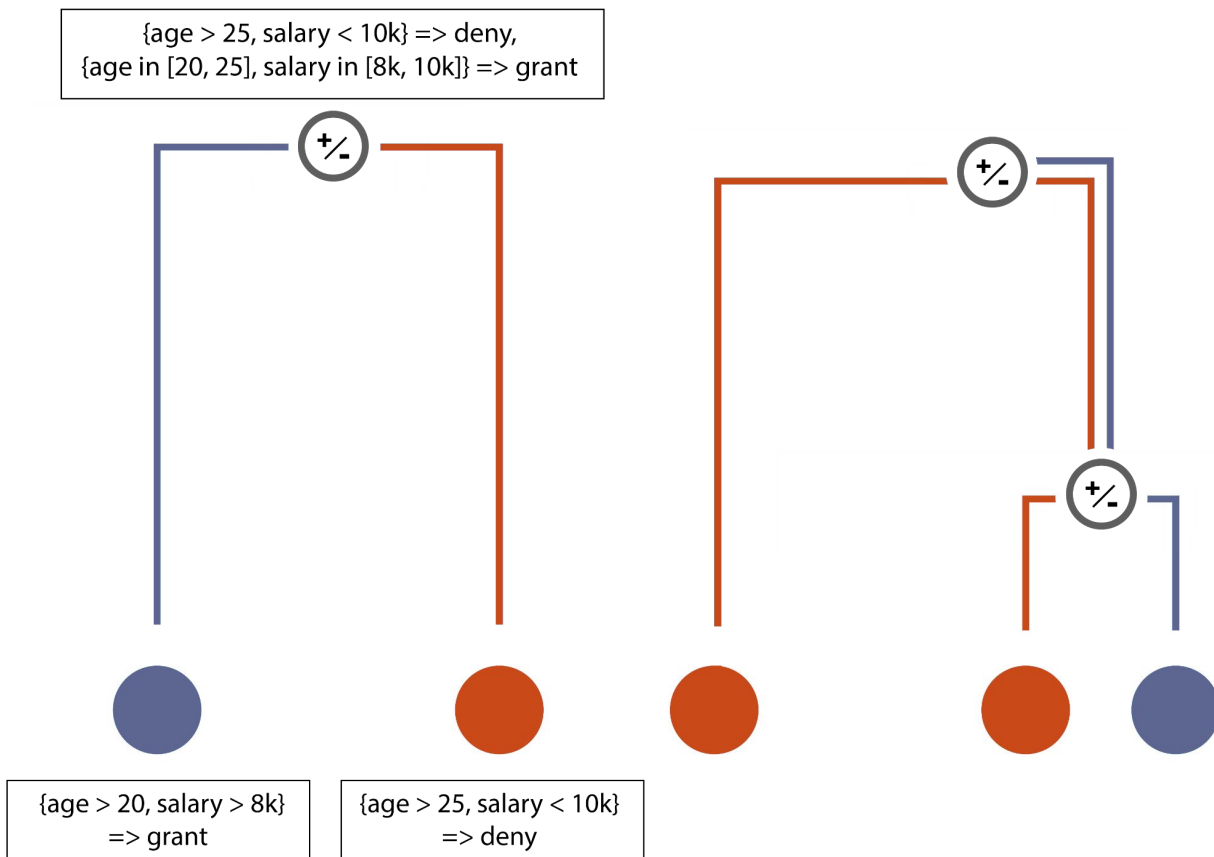 {age > 25, salary < 10k} => deny,
{age in [20, 25], salary in [8k, 10k]} => grant
+/-
+/-
+/-
{age > 20, salary > 8k}
=> grant
{age > 25, salary < 10k}
=> deny